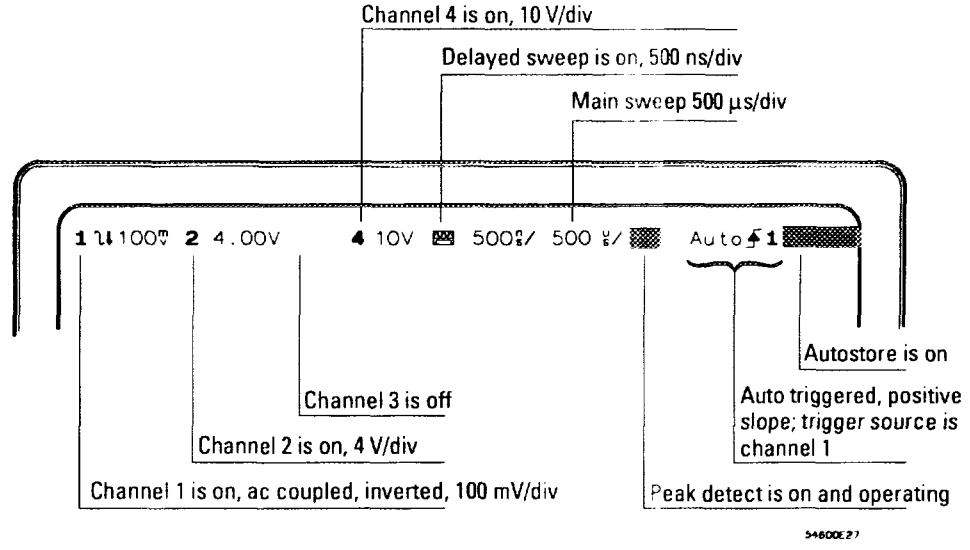 Channel 4 is on, 10 V/div
Delayed sweep is on, 500 ns/div
Main sweep 500 µs/div
1 100mV 2 4.00V 4 10V 500ns/ 500 µs/ Auto 1
Autostore is on
Channel 3 is off
Auto triggered, positive
slope; trigger source is
channel 1
Channel 2 is on, 4 V/div
Channel 1 is on, ac coupled, inverted, 100 mV/div
Peak detect is on and operating
54600E27